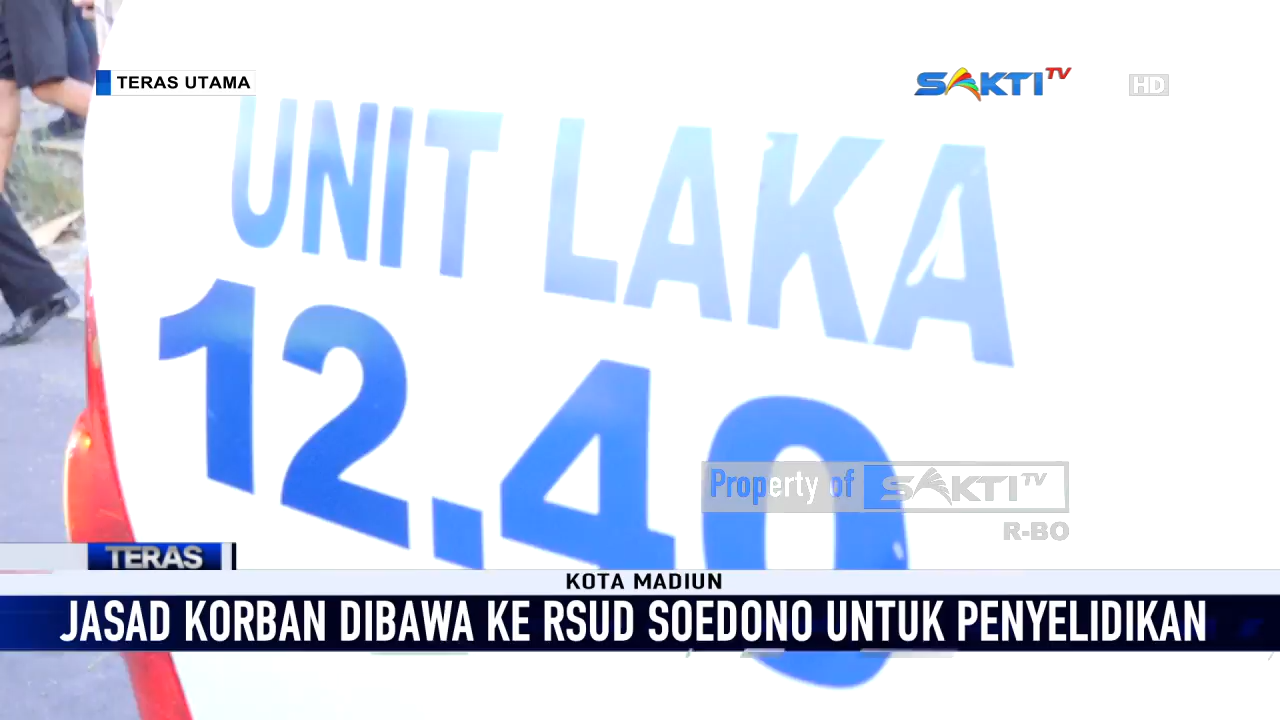 TERAS UTAMA
SAKTI TV
HD
UNIT LAKA
12.40
Property of SAKTI TV
R-BO
TERAS
KOTA MADIUN
JASAD KORBAN DIBAWA KE RSUD SOEDONO UNTUK PENYELIDIKAN